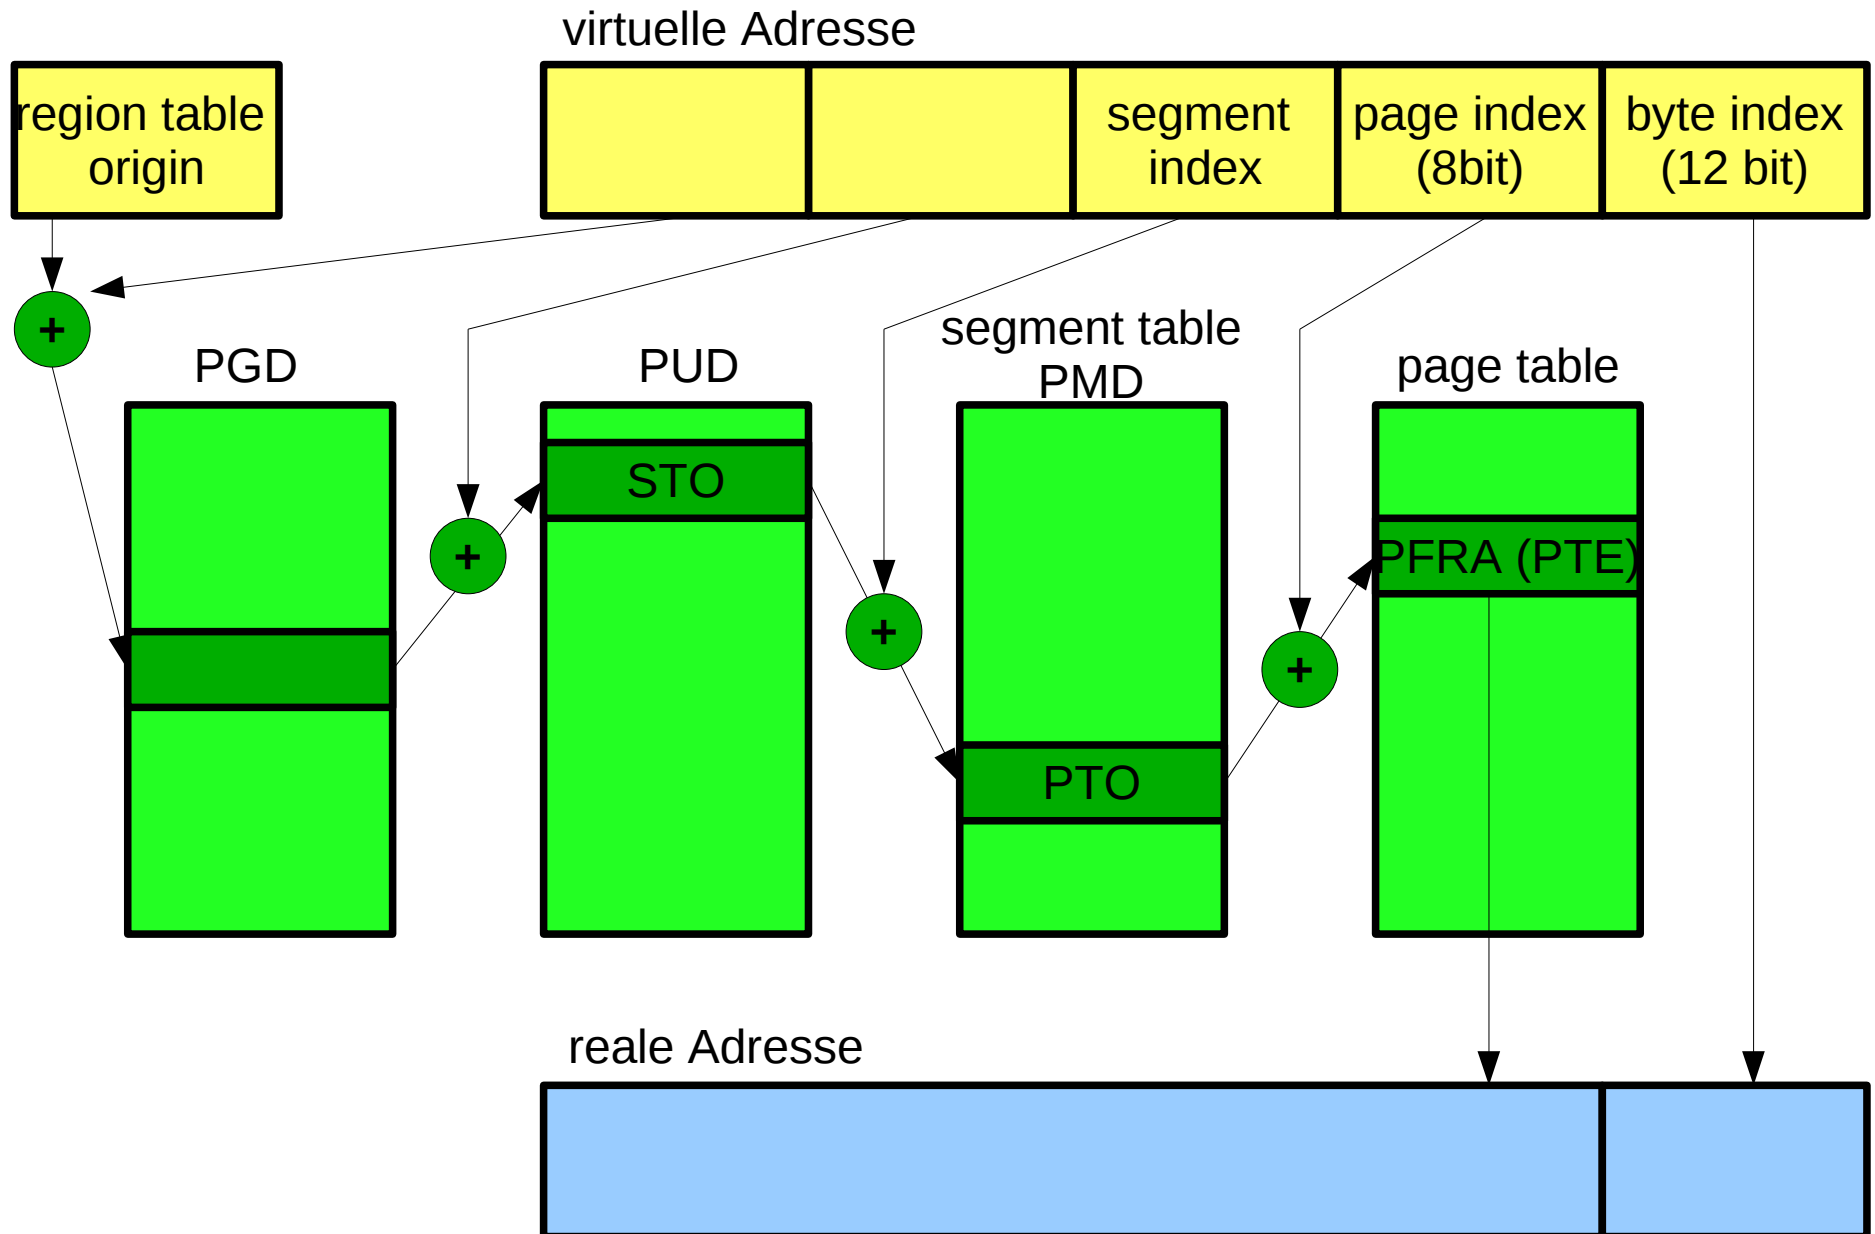 virtuelle Adresse
region table
origin
segment
index
page index
(8bit)
byte index
(12 bit)
+
PGD
PUD
segment table
PMD
page table
STO
+
PFRA (PTE)
+
+
PTO
reale Adresse